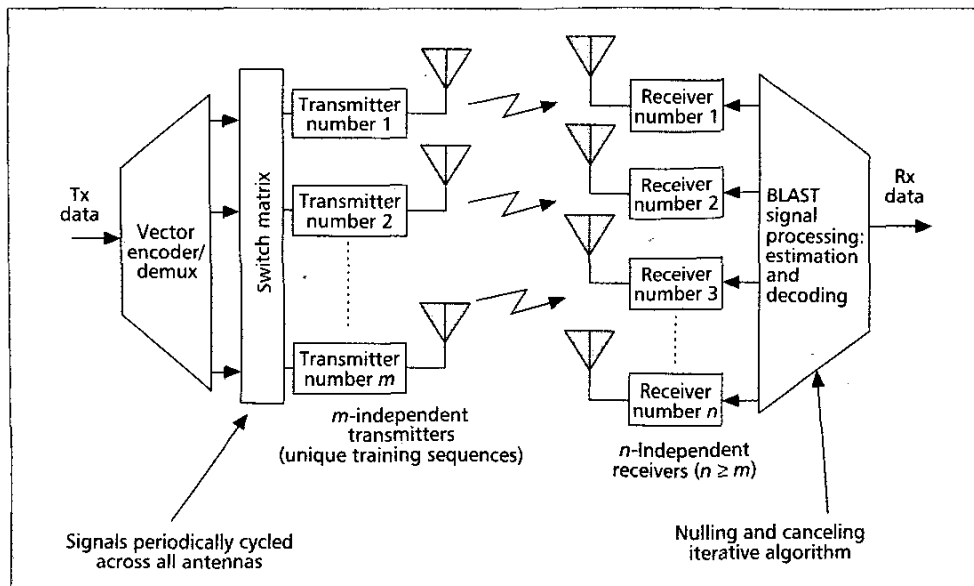 Tx
data
Vector
encoder/
demux
Switch matrix
Transmitter
number 1
Transmitter
number 2
Transmitter
number m
m-independent
transmitters
(unique training sequences)
Receiver
number 1
Receiver
number 2
Receiver
number 3
Receiver
number n
n-independent
receivers (n ≥ m)
BLAST
signal
processing:
estimation
and
decoding
Rx
data
Signals periodically cycled
across all antennas
Nulling and canceling
iterative algorithm